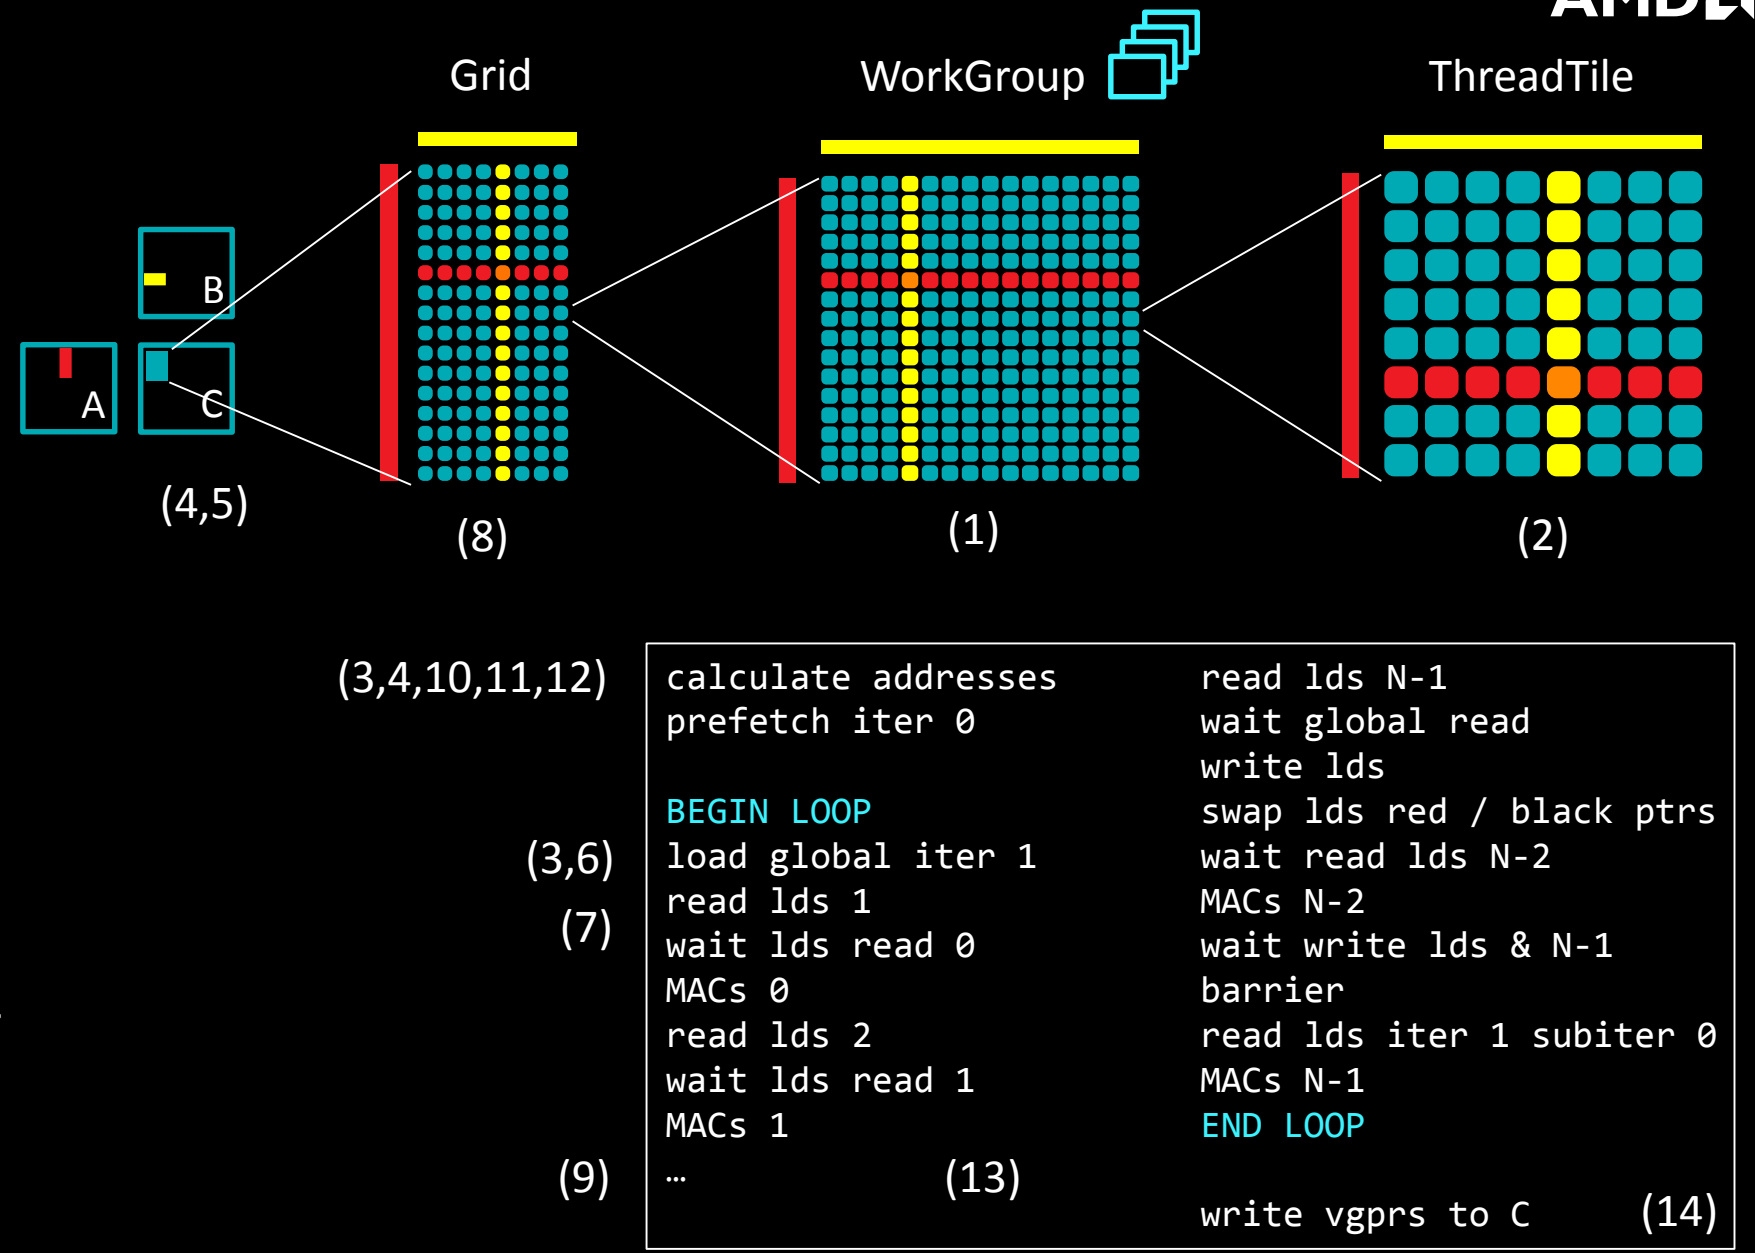 AMD
Grid
WorkGroup
ThreadTile
B
A
C
(4,5)
(8)
(1)
(2)
(3,4,10,11,12)
calculate addresses
prefetch iter 0
BEGIN LOOP
(3,6)
load global iter 1
read lds 1
(7)
wait lds read 0
MACs 0
read lds 2
wait lds read 1
MACs 1
(9)
…
(13)
read lds N-1
wait global read
write lds
swap lds red / black ptrs
wait read lds N-2
MACs N-2
wait write lds & N-1
barrier
read lds iter 1 subiter 0
MACs N-1
END LOOP
write vgprs to C
(14)